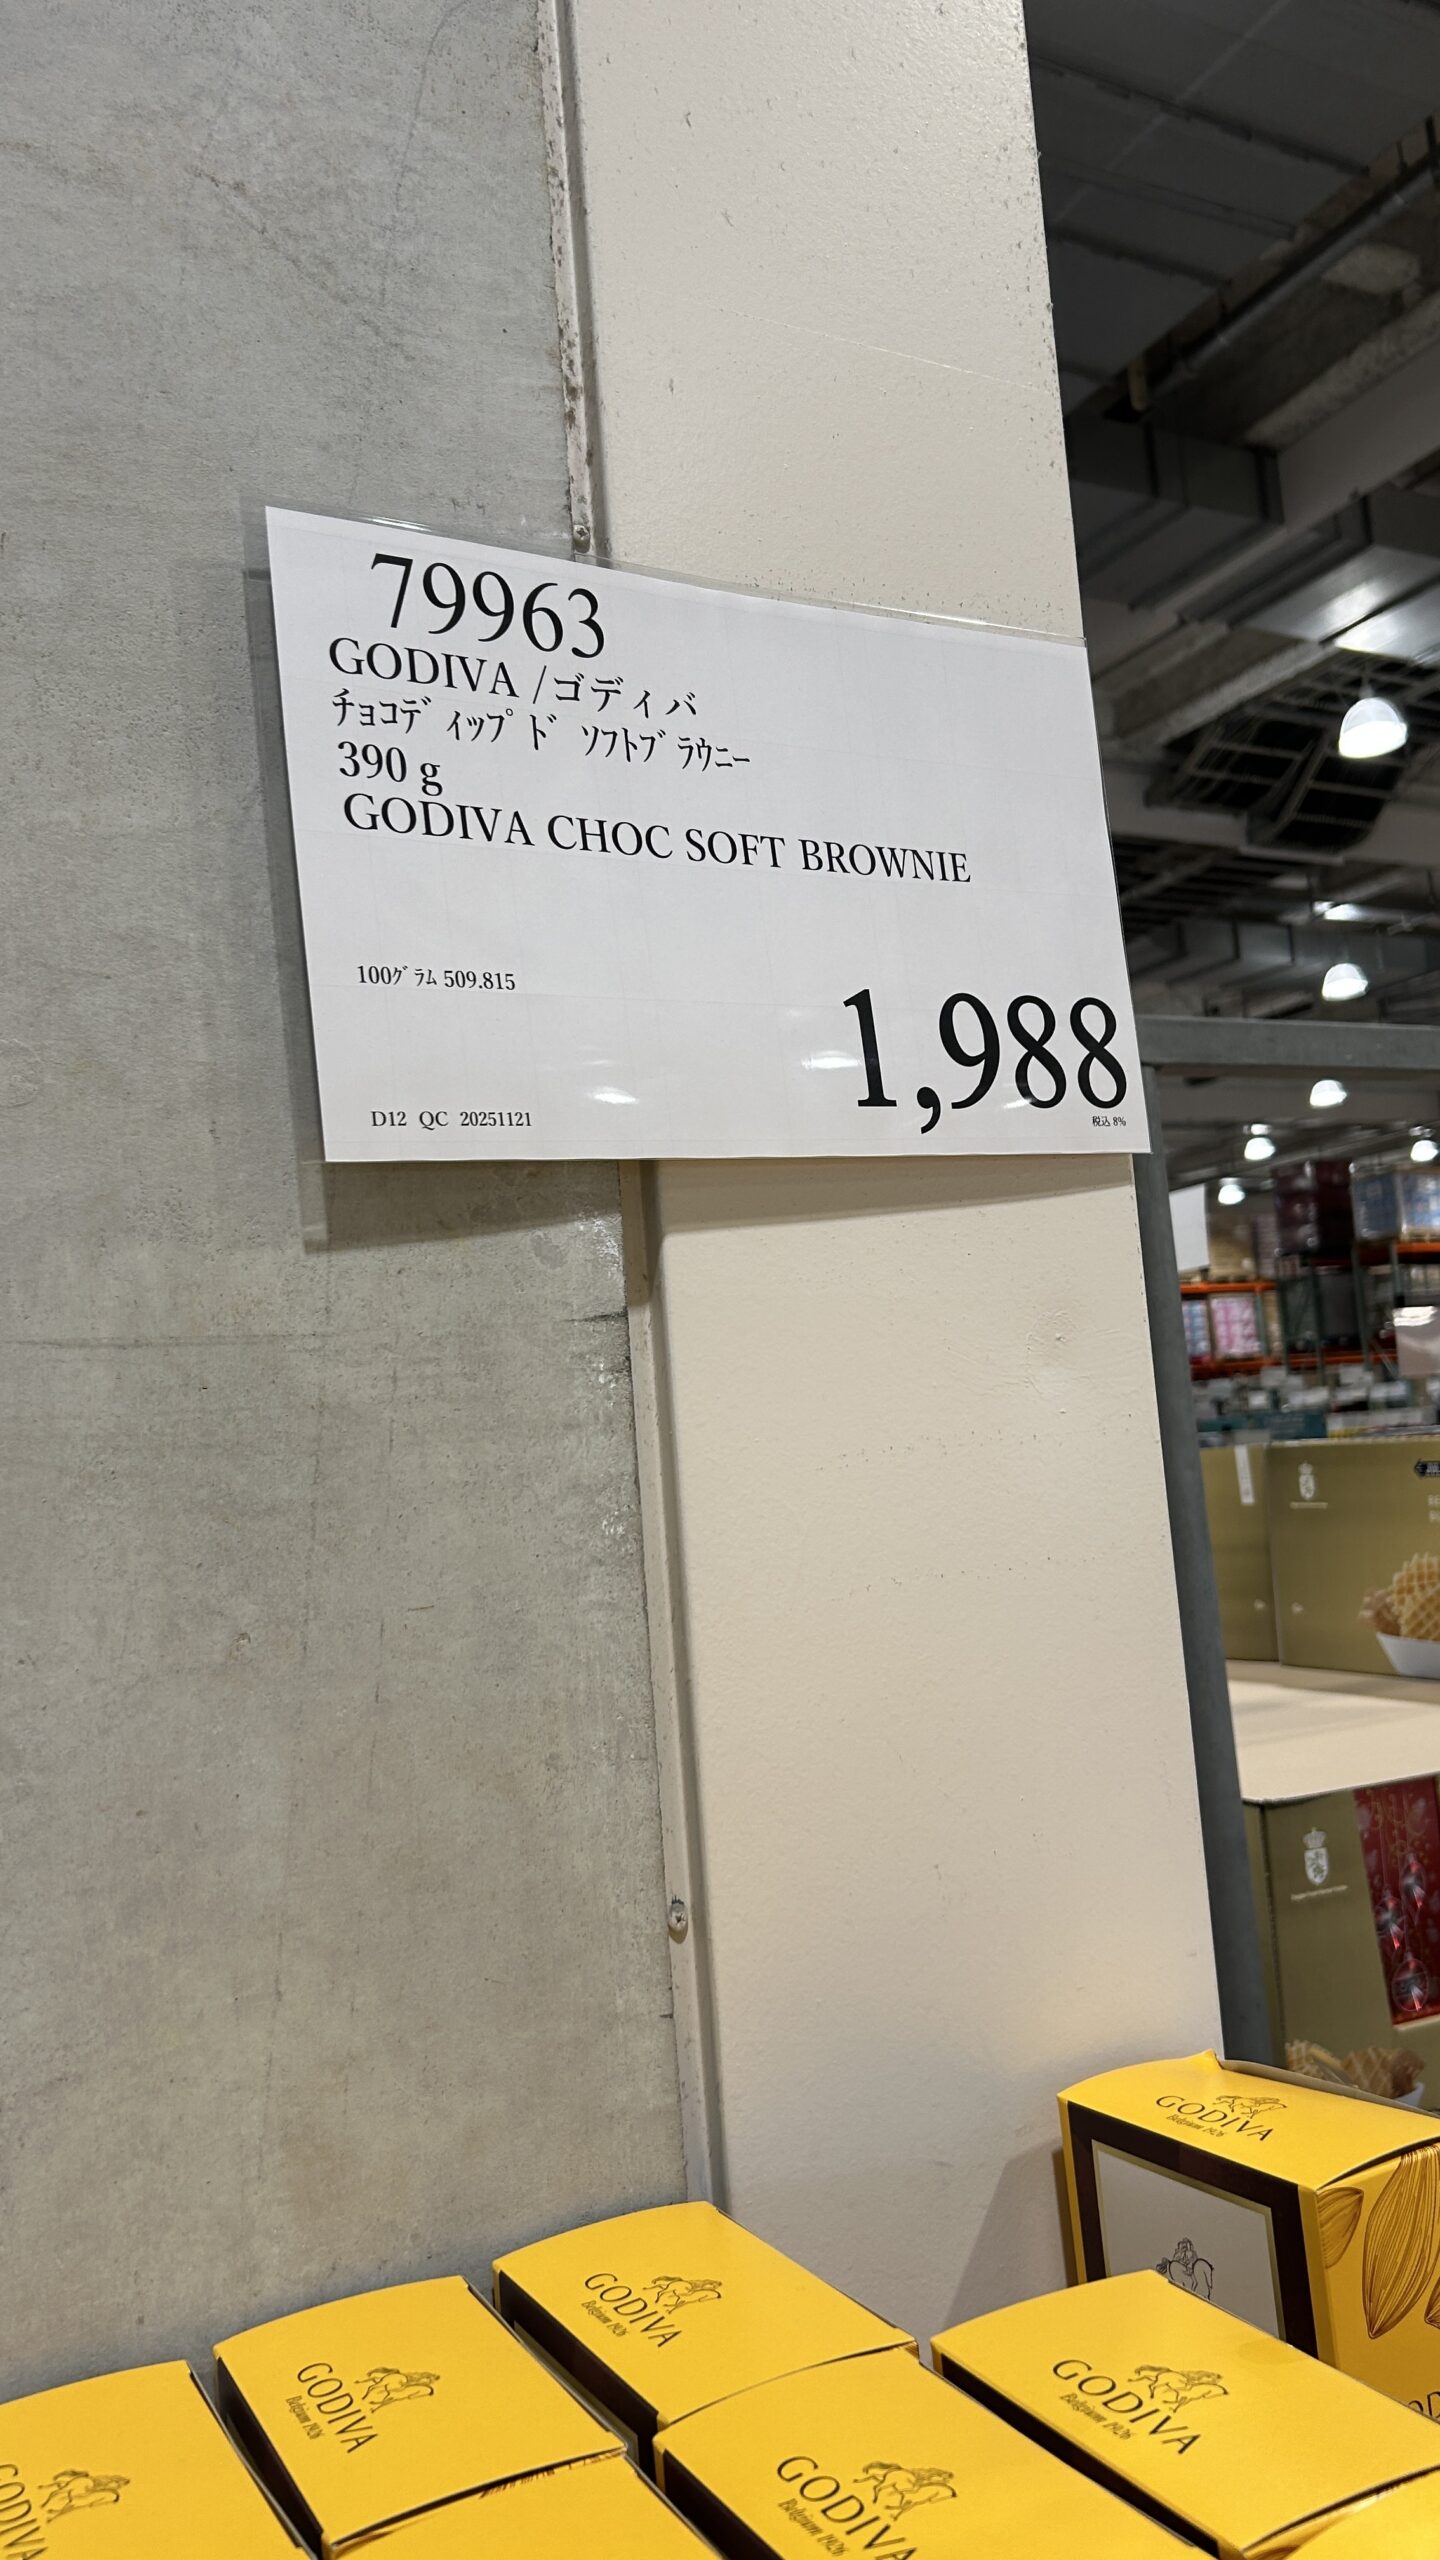 79963
GODIVA /ゴディバ
ﾁｮｺﾃﾞｨｯﾌﾟﾄﾞ ｿﾌﾄﾌﾞﾗｳﾆｰ
390 g
GODIVA CHOC SOFT BROWNIE
100ｸﾞﾗﾑ 509.815
1,988
税込 8%
D12 QC 20251121
GODIVA
Belgium 1926
GODIVA
Belgium 1926
GODIVA
Belgium 1926
GODIVA
Belgium 1926
GODIVA
Belgium 1926
GODIVA